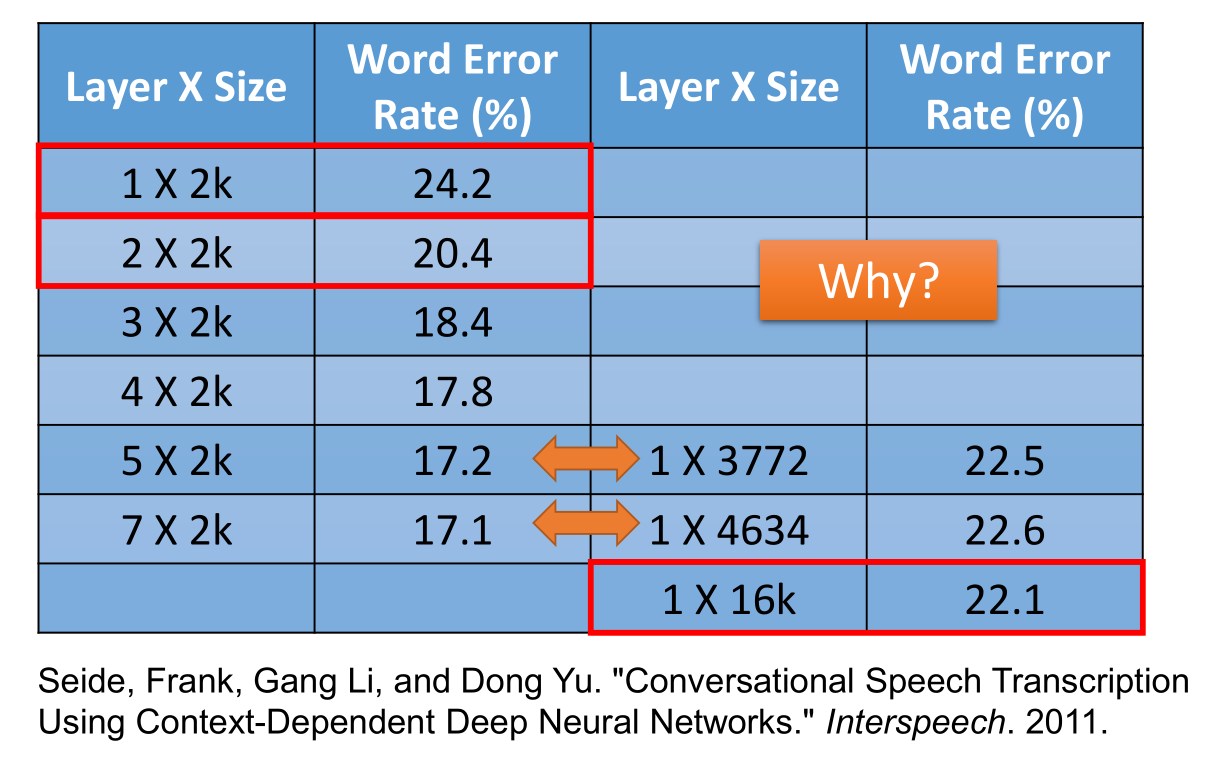 Layer X Size Word Error Rate (%) Layer X Size Word Error Rate (%)
1 X 2k 24.2
2 X 2k 20.4
Why?
3 X 2k 18.4
4 X 2k 17.8
5 X 2k 17.2 1 X 3772 22.5
7 X 2k 17.1 1 X 4634 22.6
1 X 16k 22.1
Seide, Frank, Gang Li, and Dong Yu. "Conversational Speech Transcription
Using Context-Dependent Deep Neural Networks." Interspeech. 2011.